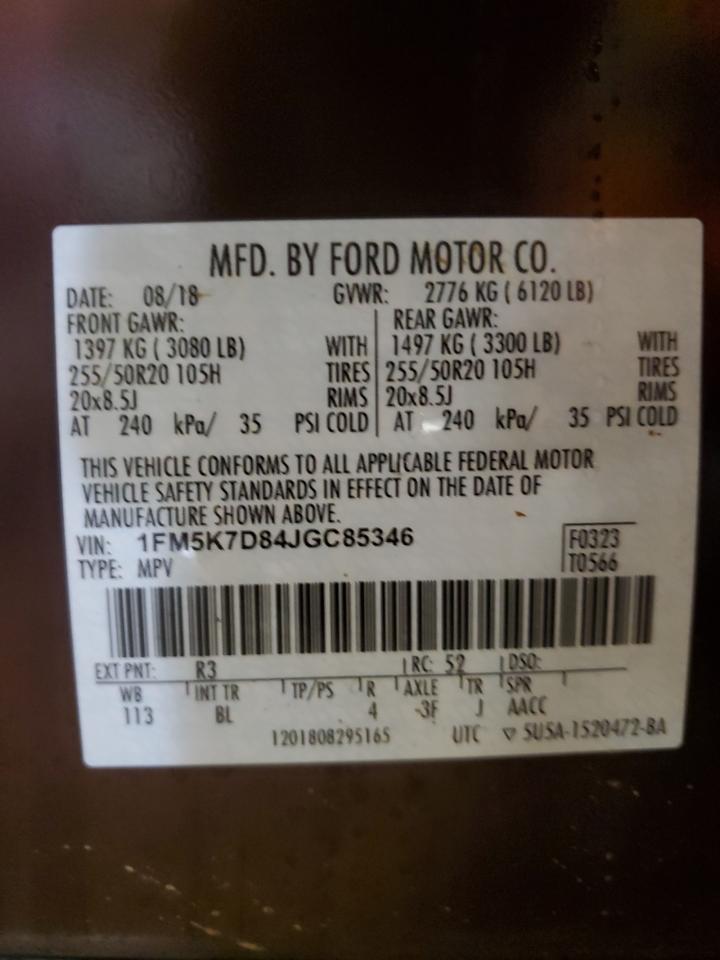 MFD. BY FORD MOTOR CO.
DATE: 08/18 GVWR: 2776 KG ( 6120 LB)
FRONT GAWR: REAR GAWR:
1397 KG ( 3080 LB) WITH 1497 KG ( 3300 LB) WITH
255/50R20 105H TIRES 255/50R20 105H TIRES
20x8.5J RIMS 20x8.5J RIMS
AT 240 kPa/ 35 PSI COLD AT 240 kPa/ 35 PSI COLD
THIS VEHICLE CONFORMS TO ALL APPLICABLE FEDERAL MOTOR
VEHICLE SAFETY STANDARDS IN EFFECT ON THE DATE OF
MANUFACTURE SHOWN ABOVE.
VIN: 1FM5K7D84JGC85346 F0323
TYPE: MPV T0566
EXT PNT: R3 RC: 52 DSO:
WB INT TR TP/PS R AXLE TR SPR
113 BL 4 -3F J AACC
1201808295165 UTC ▽ 5U5A-1520472-BA